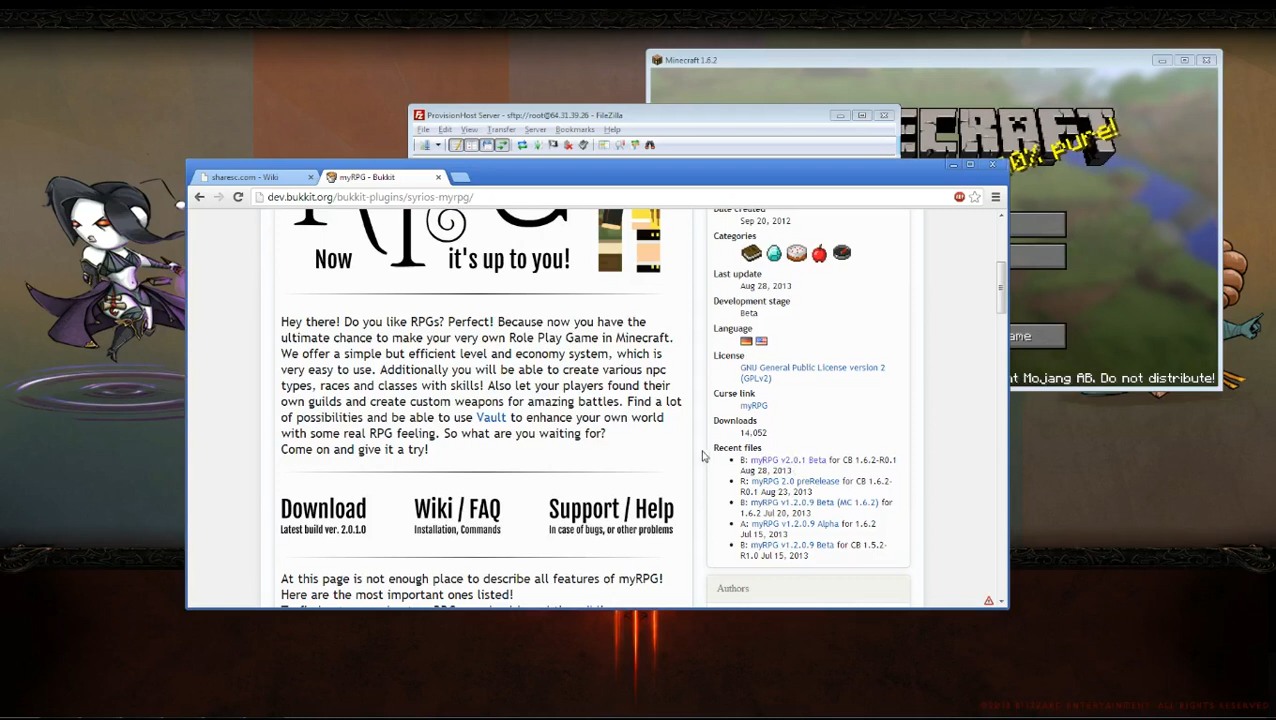 Minecraft 1.6.2
ProvisionHost Server - sftp://root@64.31.39.26 - FileZilla
File Edit View Transfer Server Bookmarks Help
sharesc.com - Wiki
myRPG - Bukkit
dev.bukkit.org/bukkit-plugins/syrios-myrpg/
Now it's up to you!
Hey there! Do you like RPGs? Perfect! Because now you have the
ultimate chance to make your very own Role Play Game in Minecraft.
We offer a simple but efficient level and economy system, which is
very easy to use. Additionally you will be able to create various npc
types, races and classes with skills! Also let your players found their
own guilds and create custom weapons for amazing battles. Find a lot
of possibilities and be able to use Vault to enhance your own world
with some real RPG feeling. So what are you waiting for?
Come on and give it a try!
Download
Latest build ver. 2.0.1.0
Wiki / FAQ
Installation, Commands
Support / Help
In case of bugs, or other problems
At this page is not enough place to describe all features of myRPG!
Here are the most important ones listed!
Date created
Sep 20, 2012
Categories
Last update
Aug 28, 2013
Development stage
Beta
Language
License
GNU General Public License version 2
(GPLv2)
Curse link
myRPG
Downloads
14,052
Recent files
B: myRPG v2.0.1 Beta for CB 1.6.2-R0.1
Aug 28, 2013
R: myRPG 2.0 preRelease for CB 1.6.2-
R0.1 Aug 23, 2013
B: myRPG v1.2.0.9 Beta (MC 1.6.2) for
1.6.2 Jul 20, 2013
A: myRPG v1.2.0.9 Alpha for 1.6.2
Jul 15, 2013
B: myRPG v1.2.0.9 Beta for CB 1.5.2-
R1.0 Jul 15, 2013
Authors
ECRAFT
pure!
ame
t Mojang AB. Do not distribute!
©2013 BLIZZARD ENTERTAINMENT. ALL RIGHTS RESERVED